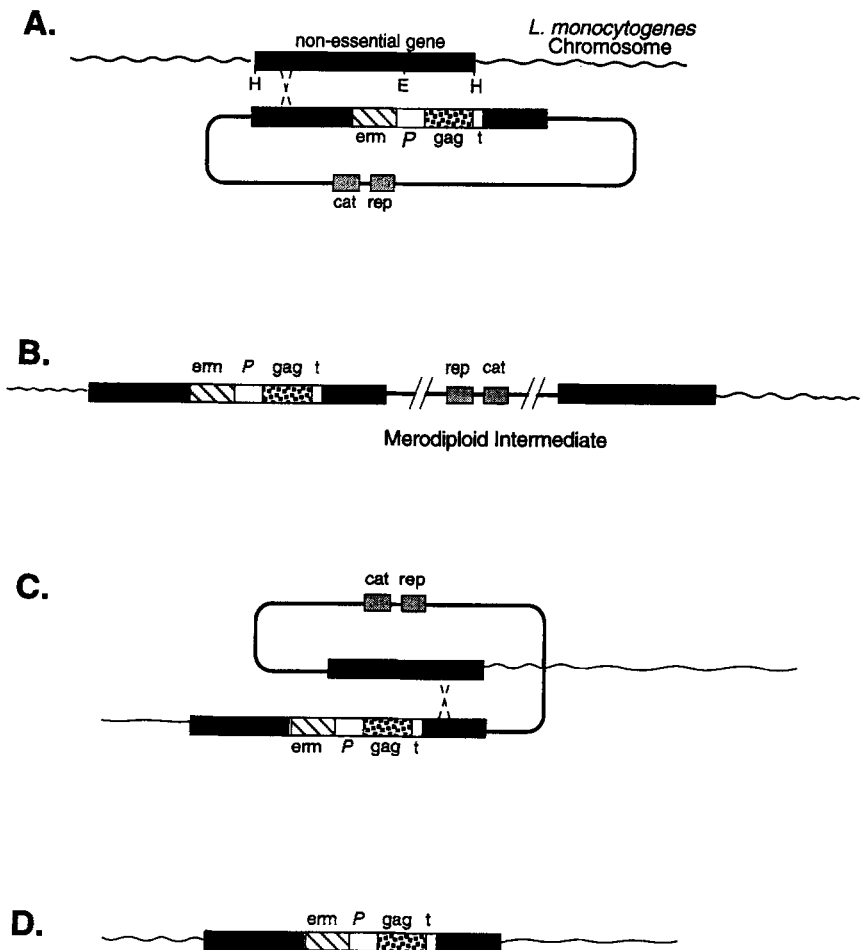 A.
non-essential gene
L. monocytogenes
Chromosome
H E H
erm P gag t
cat rep
B.
erm P gag t rep cat
Merodiploid Intermediate
C.
cat rep
erm P gag t
D.
erm P gag t